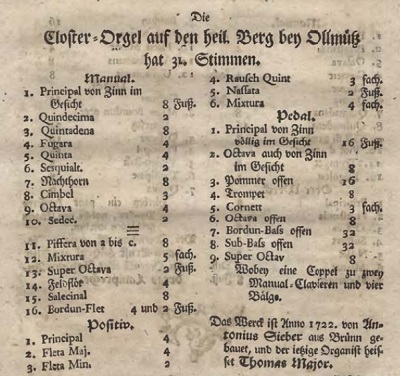 Die
Closter-Orgel auf den heil. Berg bey Ollmütz
hat 31. Stimmen.
Manual.
1. Principal von Zinn im
Gesicht 8 Fuß.
2. Quindecima 2
3. Quintadena 8
4. Fugara 4
5. Quinta 4
6. Sesquialt. 2
7. Nachthorn 8
8. Cimbel 3
9. Octava 4
10. Sedec. 2
11. Piffera von a bis c. 8
12. Mixtura 5 fach.
13. Super Octava 2 Fuß.
14. Feloflöe 4
15. Salecinal 8
16. Bordun-Flet 4 und 2 Fuß.
Positiv.
1. Principal 4
2. Fleta Maj. 4
3. Fleta Min. 2
4. Rausch Quint 3 fach.
5. Nassata 2 Fuß.
6. Mixtura 4 fach.
Pedal.
1. Principal von Zinn
völlig im Gesicht 16 Fuß.
2. Octava auch von Zinn
im Gesicht 8
3. Pommer offen 16
4. Trompet 8
5. Cornett 3 fach.
6. Octava offen 8
7. Bordun-Bass offen 32
8. Sub-Bass offen 32
9. Super-Octav 8
Wobey eine Coppel zu zwey
Manual-Clavieren und vier
Bälge.
Das Werck ist Anno 1722. von An-
tonius Sieber aus Brünn ge-
bauet, und der ietzige Organist heis-
set Thomas Major.